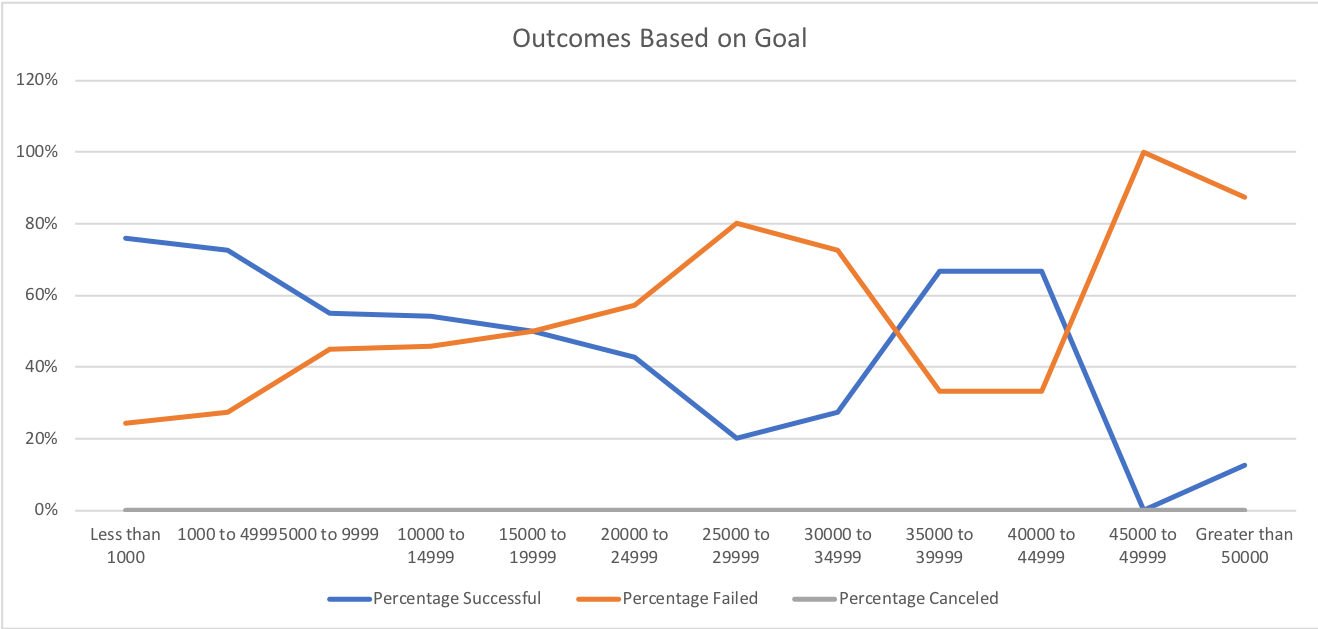 Outcomes Based on Goal
120%
100%
80%
60%
40%
20%
0%
Less than
1000
1000 to 4999
5000 to 9999
10000 to
14999
15000 to
19999
20000 to
24999
25000 to
29999
30000 to
34999
35000 to
39999
40000 to
44999
45000 to
49999
Greater than
50000
Percentage Successful
Percentage Failed
Percentage Canceled